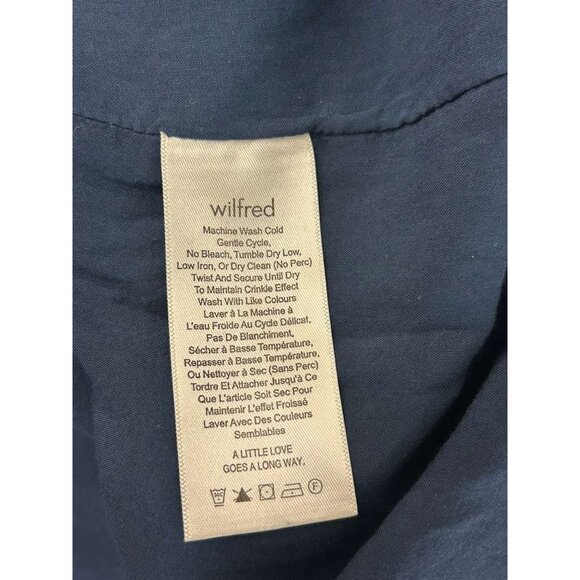 wilfred
Machine Wash Cold
Gentle Cycle,
No Bleach, Tumble Dry Low,
Low Iron, Or Dry Clean (No Perc)
Twist And Secure Until Dry
To Maintain Crinkle Effect
Wash With Like Colours
Laver à La Machine à
L'eau Froide Au Cycle Délicat,
Pas De Blanchiment,
Sécher à Basse Température,
Repasser à Basse Température,
Ou Nettoyer à Sec (Sans Perc)
Tordre Et Attacher Jusqu'à Ce
Que L'article Soit Sec Pour
Maintenir L'effet Froissé
Laver Avec Des Couleurs
Semblables
A LITTLE LOVE
GOES A LONG WAY.
F